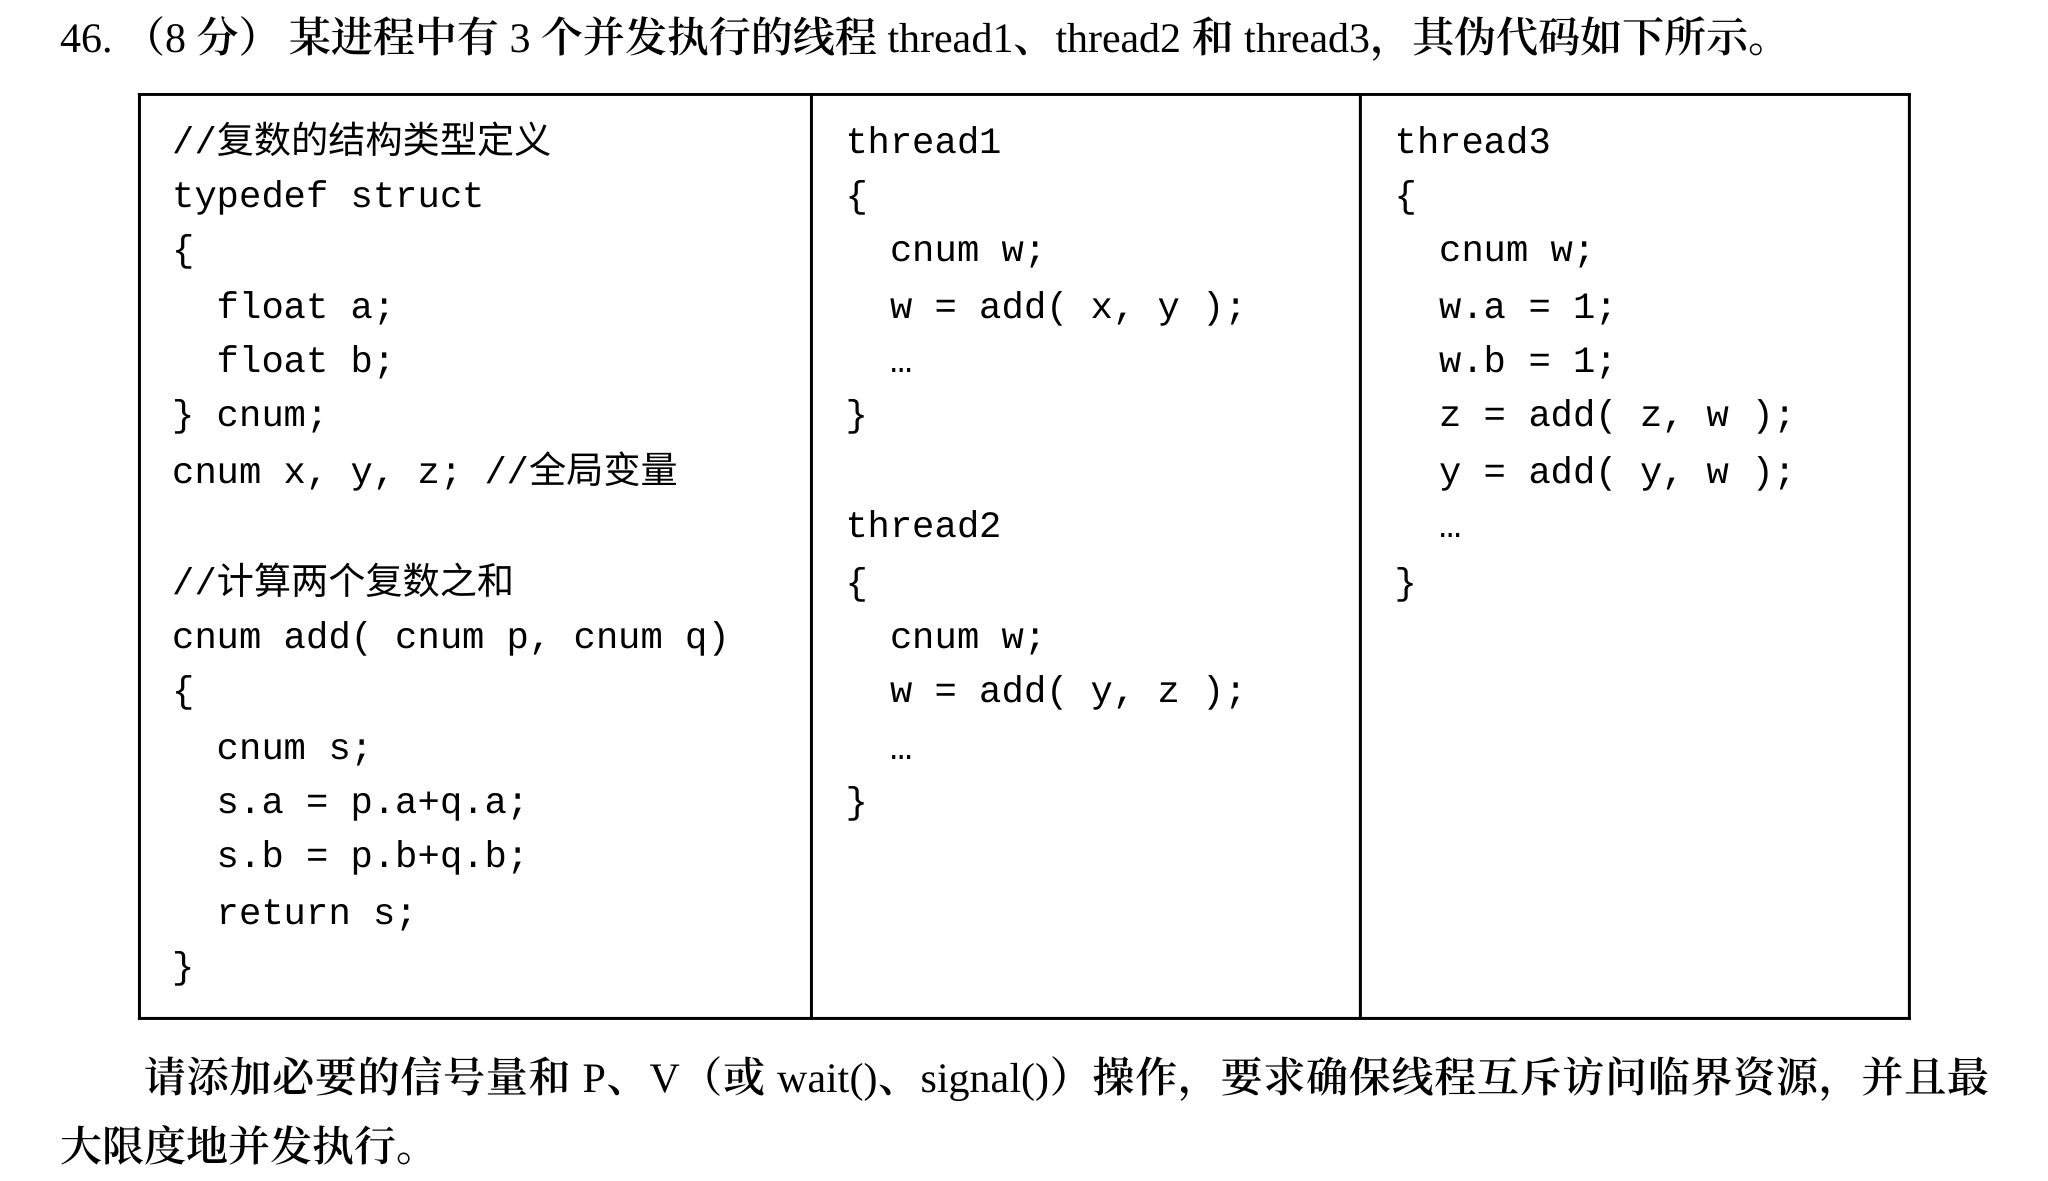 46. （8 分） 某进程中有 3 个并发执行的线程 thread1、thread2 和 thread3，其伪代码如下所示。
//复数的结构类型定义
typedef struct
{
  float a;
  float b;
} cnum;
cnum x, y, z; //全局变量
//计算两个复数之和
cnum add( cnum p, cnum q)
{
  cnum s;
  s.a = p.a+q.a;
  s.b = p.b+q.b;
  return s;
}
thread1
{
  cnum w;
  w = add( x, y );
  …
}
thread2
{
  cnum w;
  w = add( y, z );
  …
}
thread3
{
  cnum w;
  w.a = 1;
  w.b = 1;
  z = add( z, w );
  y = add( y, w );
  …
}
请添加必要的信号量和 P、V（或 wait()、signal()）操作，要求确保线程互斥访问临界资源，并且最
大限度地并发执行。